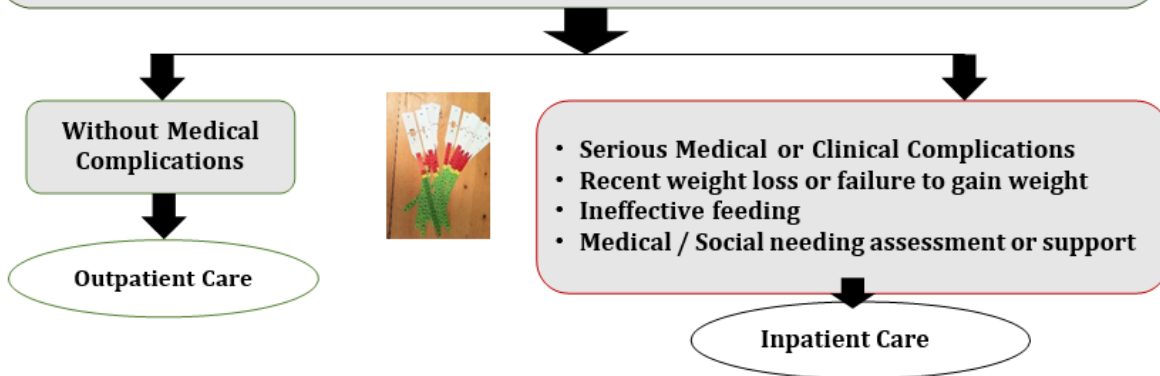 Without Medical
Complications
• Serious Medical or Clinical Complications
• Recent weight loss or failure to gain weight
• Ineffective feeding
• Medical / Social needing assessment or support
Outpatient Care
Inpatient Care